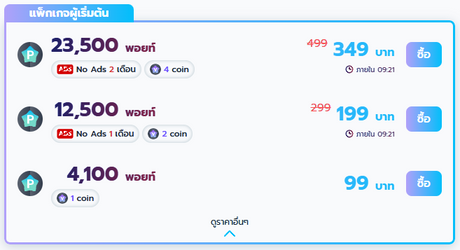 แพ็กเกจผู้เริ่มต้น
23,500 พอยท์
499 349 บาท
ซื้อ
ADS No Ads 2 เดือน
4 coin
ภายใน 09:21
12,500 พอยท์
299 199 บาท
ซื้อ
ADS No Ads 1 เดือน
2 coin
ภายใน 09:21
4,100 พอยท์
99 บาท
ซื้อ
1 coin
ดูราคาอื่นๆ